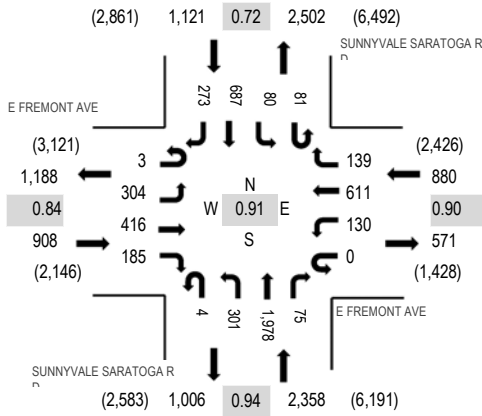 (2,861) 1,121 0.72 2,502 (6,492)
SUNNYVALE SARATOGA R
D
273 687 80 81
E FREMONT AVE
(3,121) 3 139 (2,426)
1,188 304 N 611 880
0.84 416 W 0.91 E 130 0.90
908 185 S 0 571
(2,146) (1,428)
4 301 1,978 75
E FREMONT AVE
SUNNYVALE SARATOGA R
D
(2,583) 1,006 0.94 2,358 (6,191)